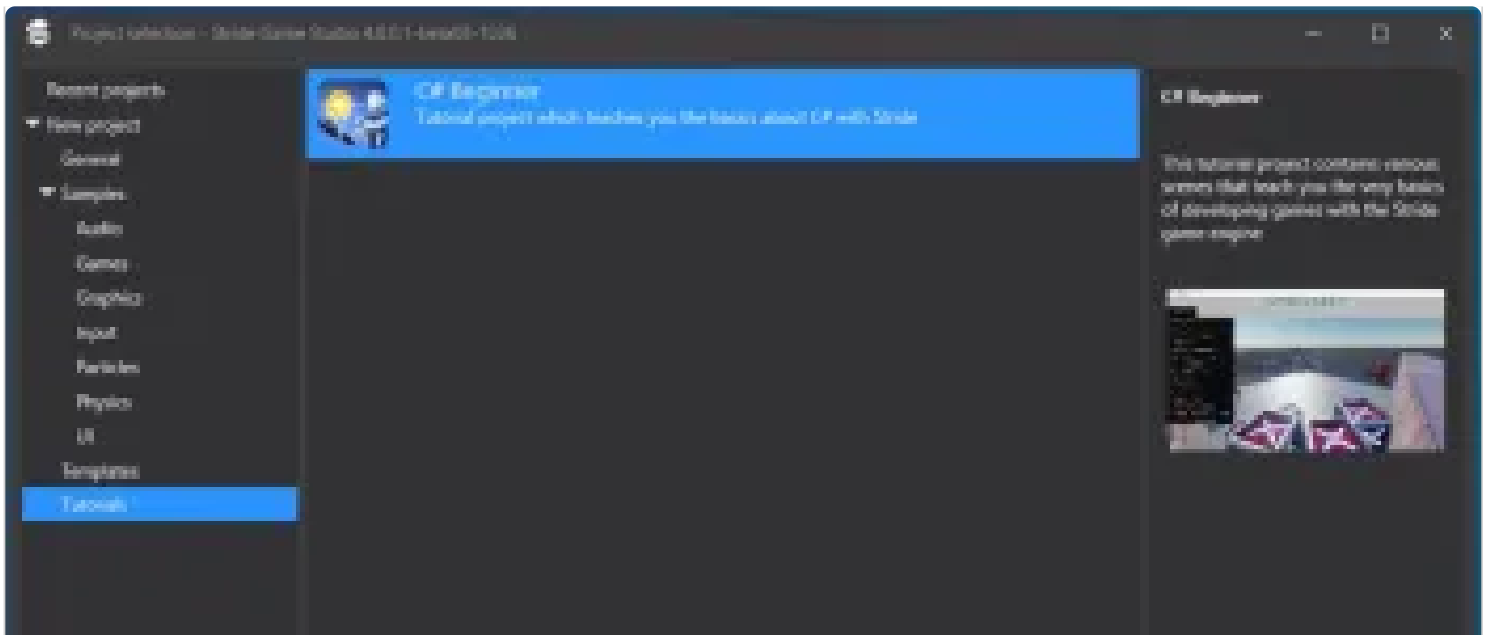 Project selection - Stride Game Studio
Recent projects
New project
General
Samples
Audio
Games
Graphics
Input
Particles
Physics
UI
Templates
Tutorials
C# Beginner
Tutorial project which teaches you the basics about C# with Stride
C# Beginner
This tutorial project contains various
scenes that teach you the very basics
of developing games with the Stride
game engine